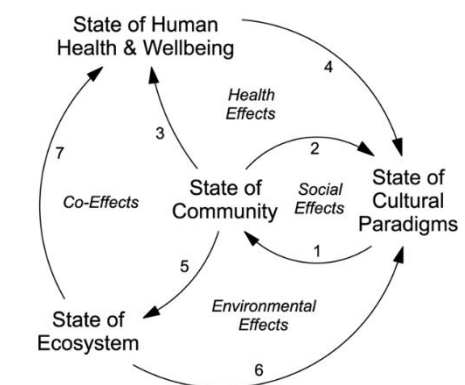 State of Human
Health & Wellbeing
4
Health
Effects
3
7
2
State of
Community
Social
Effects
State of
Cultural
Paradigms
Co-Effects
1
5
Environmental
Effects
State of
Ecosystem
6